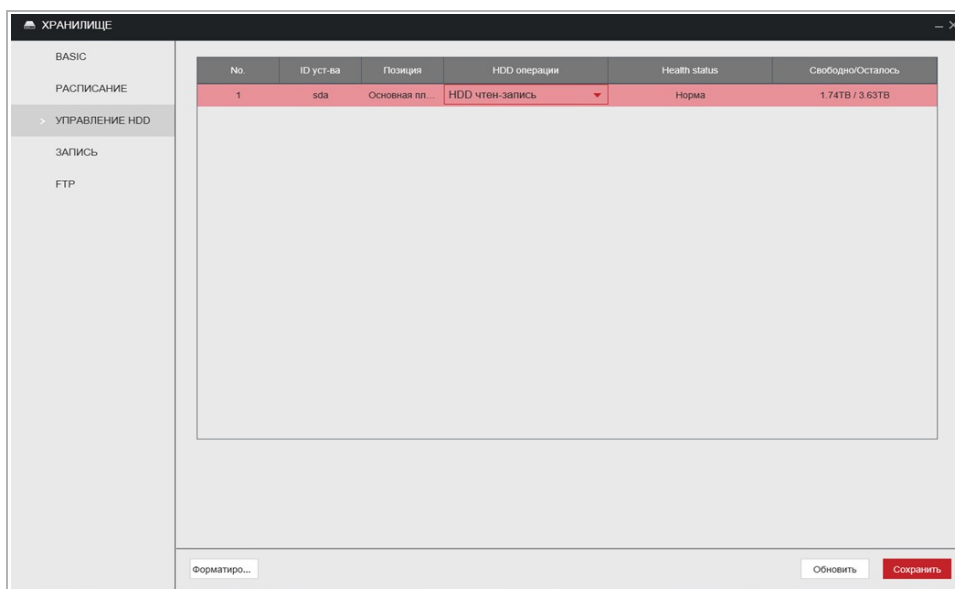 ХРАНИЛИЩЕ
BASIC
РАСПИСАНИЕ
УПРАВЛЕНИЕ HDD
ЗАПИСЬ
FTP
No. ID уст-ва Позиция HDD операции Health status Свободно/Осталось
1 sda Основная пл... HDD чтен-запись Норма 1.74TB / 3.63TB
Форматиро... Обновить Сохранить